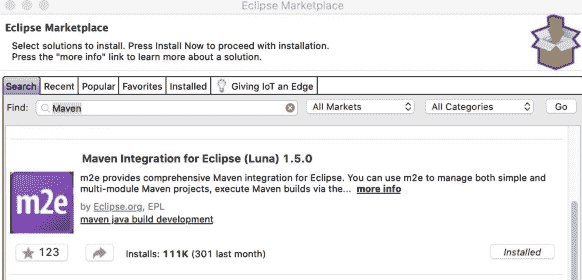 Eclipse Marketplace
Eclipse Marketplace
Select solutions to install. Press Install Now to proceed with installation.
Press the "more info" link to learn more about a solution.
Search Recent Popular Favorites Installed Giving IoT an Edge
Find: Maven All Markets All Categories Go
Maven Integration for Eclipse (Luna) 1.5.0
m2e provides comprehensive Maven integration for Eclipse. You can use m2e to manage both simple and
multi-module Maven projects, execute Maven builds via the... more info
m2e
by Eclipse.org, EPL
maven java build development
123 Installs: 111K (301 last month) Installed